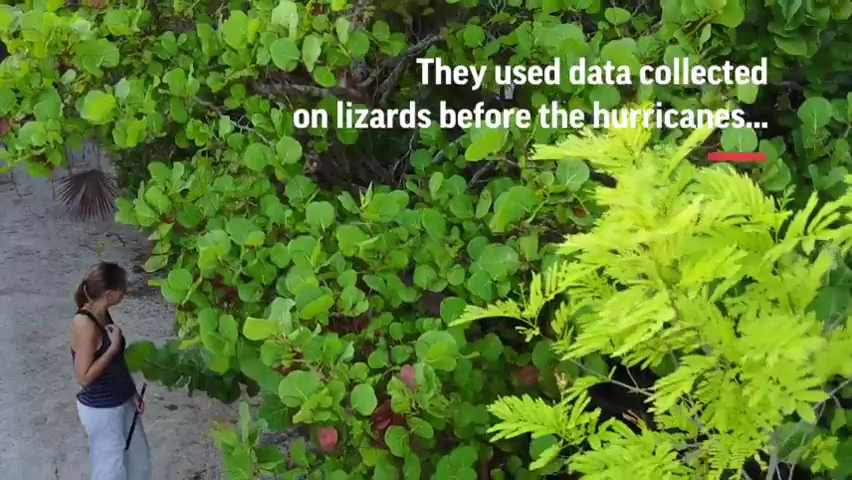 They used data collected
on lizards before the hurricanes...